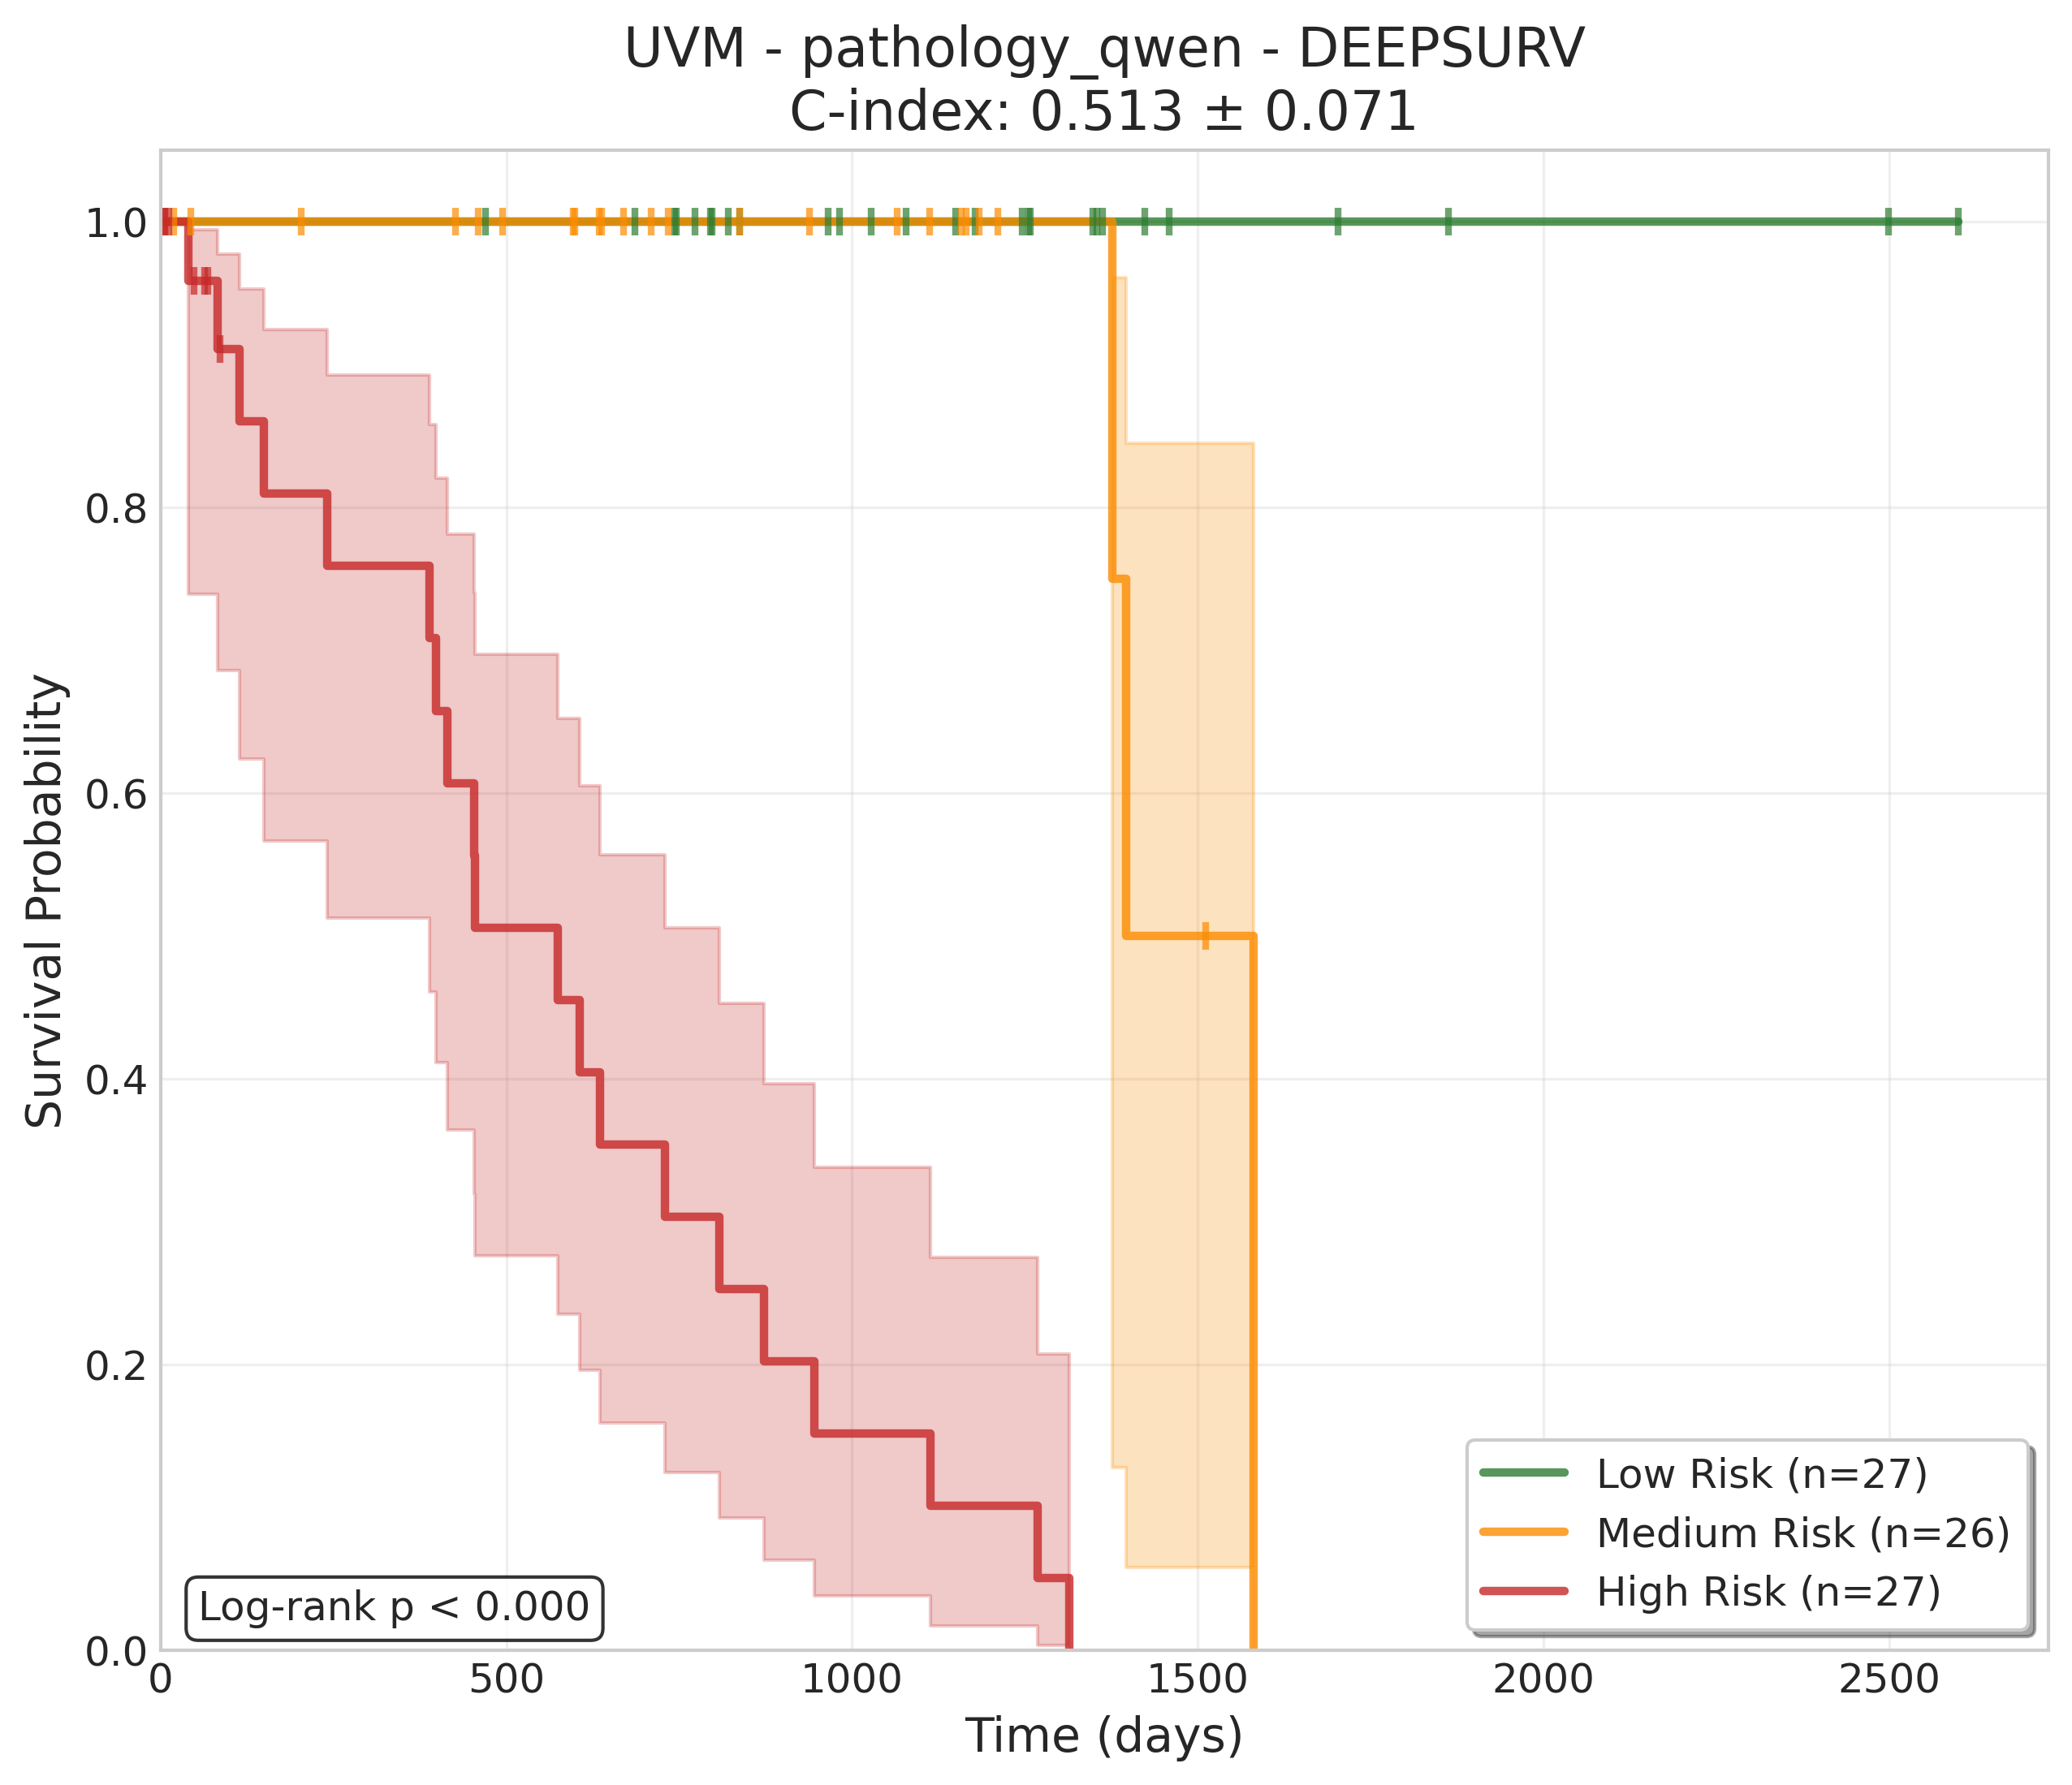 UVM - pathology_qwen - DEEPSURV
C-index: 0.513 ± 0.071
Survival Probability
1.0
0.8
0.6
0.4
0.2
0.0
Log-rank p < 0.000
Low Risk (n=27)
Medium Risk (n=26)
High Risk (n=27)
0 500 1000 1500 2000 2500
Time (days)